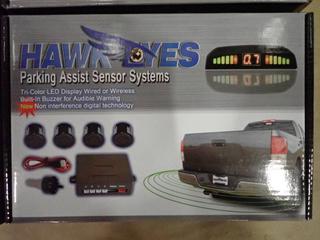 HAWK EYES
0.7
Parking Assist Sensor Systems
Tri-Color LED Display Wired or Wireless
Built-In Buzzer for Audible Warning
New Non interference digital technology